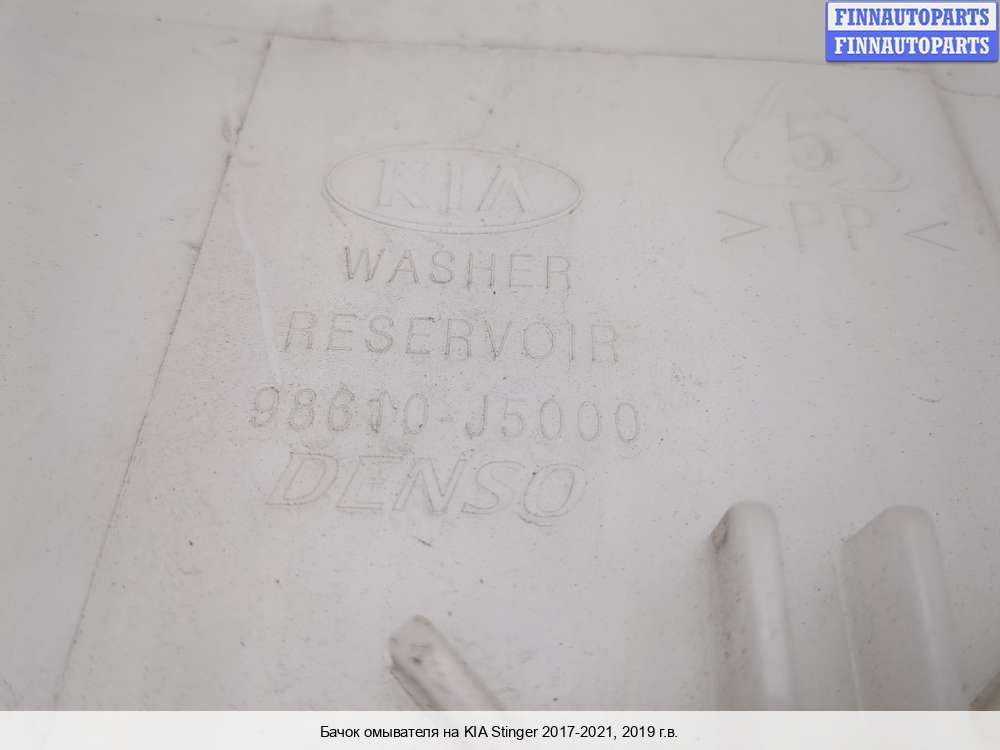 FINNAUTOPARTS
FINNAUTOPARTS
KIA
5
> PP <
WASHER
RESERVOIR
98610-J5000
DENSO
Бачок омывателя на KIA Stinger 2017-2021, 2019 г.в.